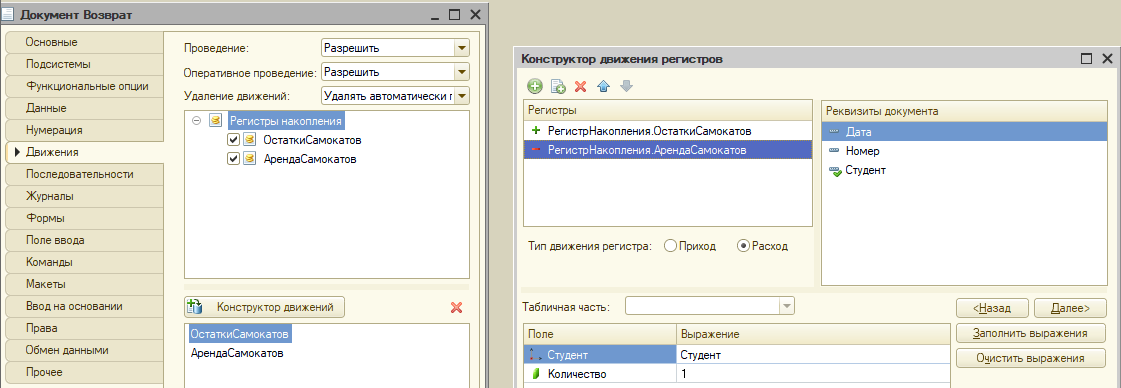 Документ Возврат
Основные
Подсистемы
Функциональные опции
Данные
Нумерация
Движения
Последовательности
Журналы
Формы
Поле ввода
Команды
Макеты
Ввод на основании
Права
Обмен данными
Прочее
Проведение:
Разрешить
Оперативное проведение:
Разрешить
Удаление движений:
Удалять автоматически г
Регистры накопления
ОстаткиСамокатов
АрендаСамокатов
Конструктор движений
ОстаткиСамокатов
АрендаСамокатов
Конструктор движения регистров
Регистры
РегистрНакопления.ОстаткиСамокатов
РегистрНакопления.АрендаСамокатов
Реквизиты документа
Дата
Номер
Студент
Тип движения регистра:
Приход
Расход
Табличная часть:
<Назад
Далее>
Заполнить выражения
Очистить выражения
Поле
Выражение
Студент
Студент
Количество
1